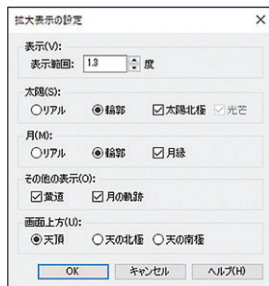 拡大表示の設定
表示(V):
表示範囲: 1.3 度
太陽(S):
リアル 輪郭 太陽北極 光芒
月(M):
リアル 輪郭 月縁
その他の表示(O):
黄道 月の軌跡
画面上方(U):
天頂 天の北極 天の南極
OK キャンセル ヘルプ(H)